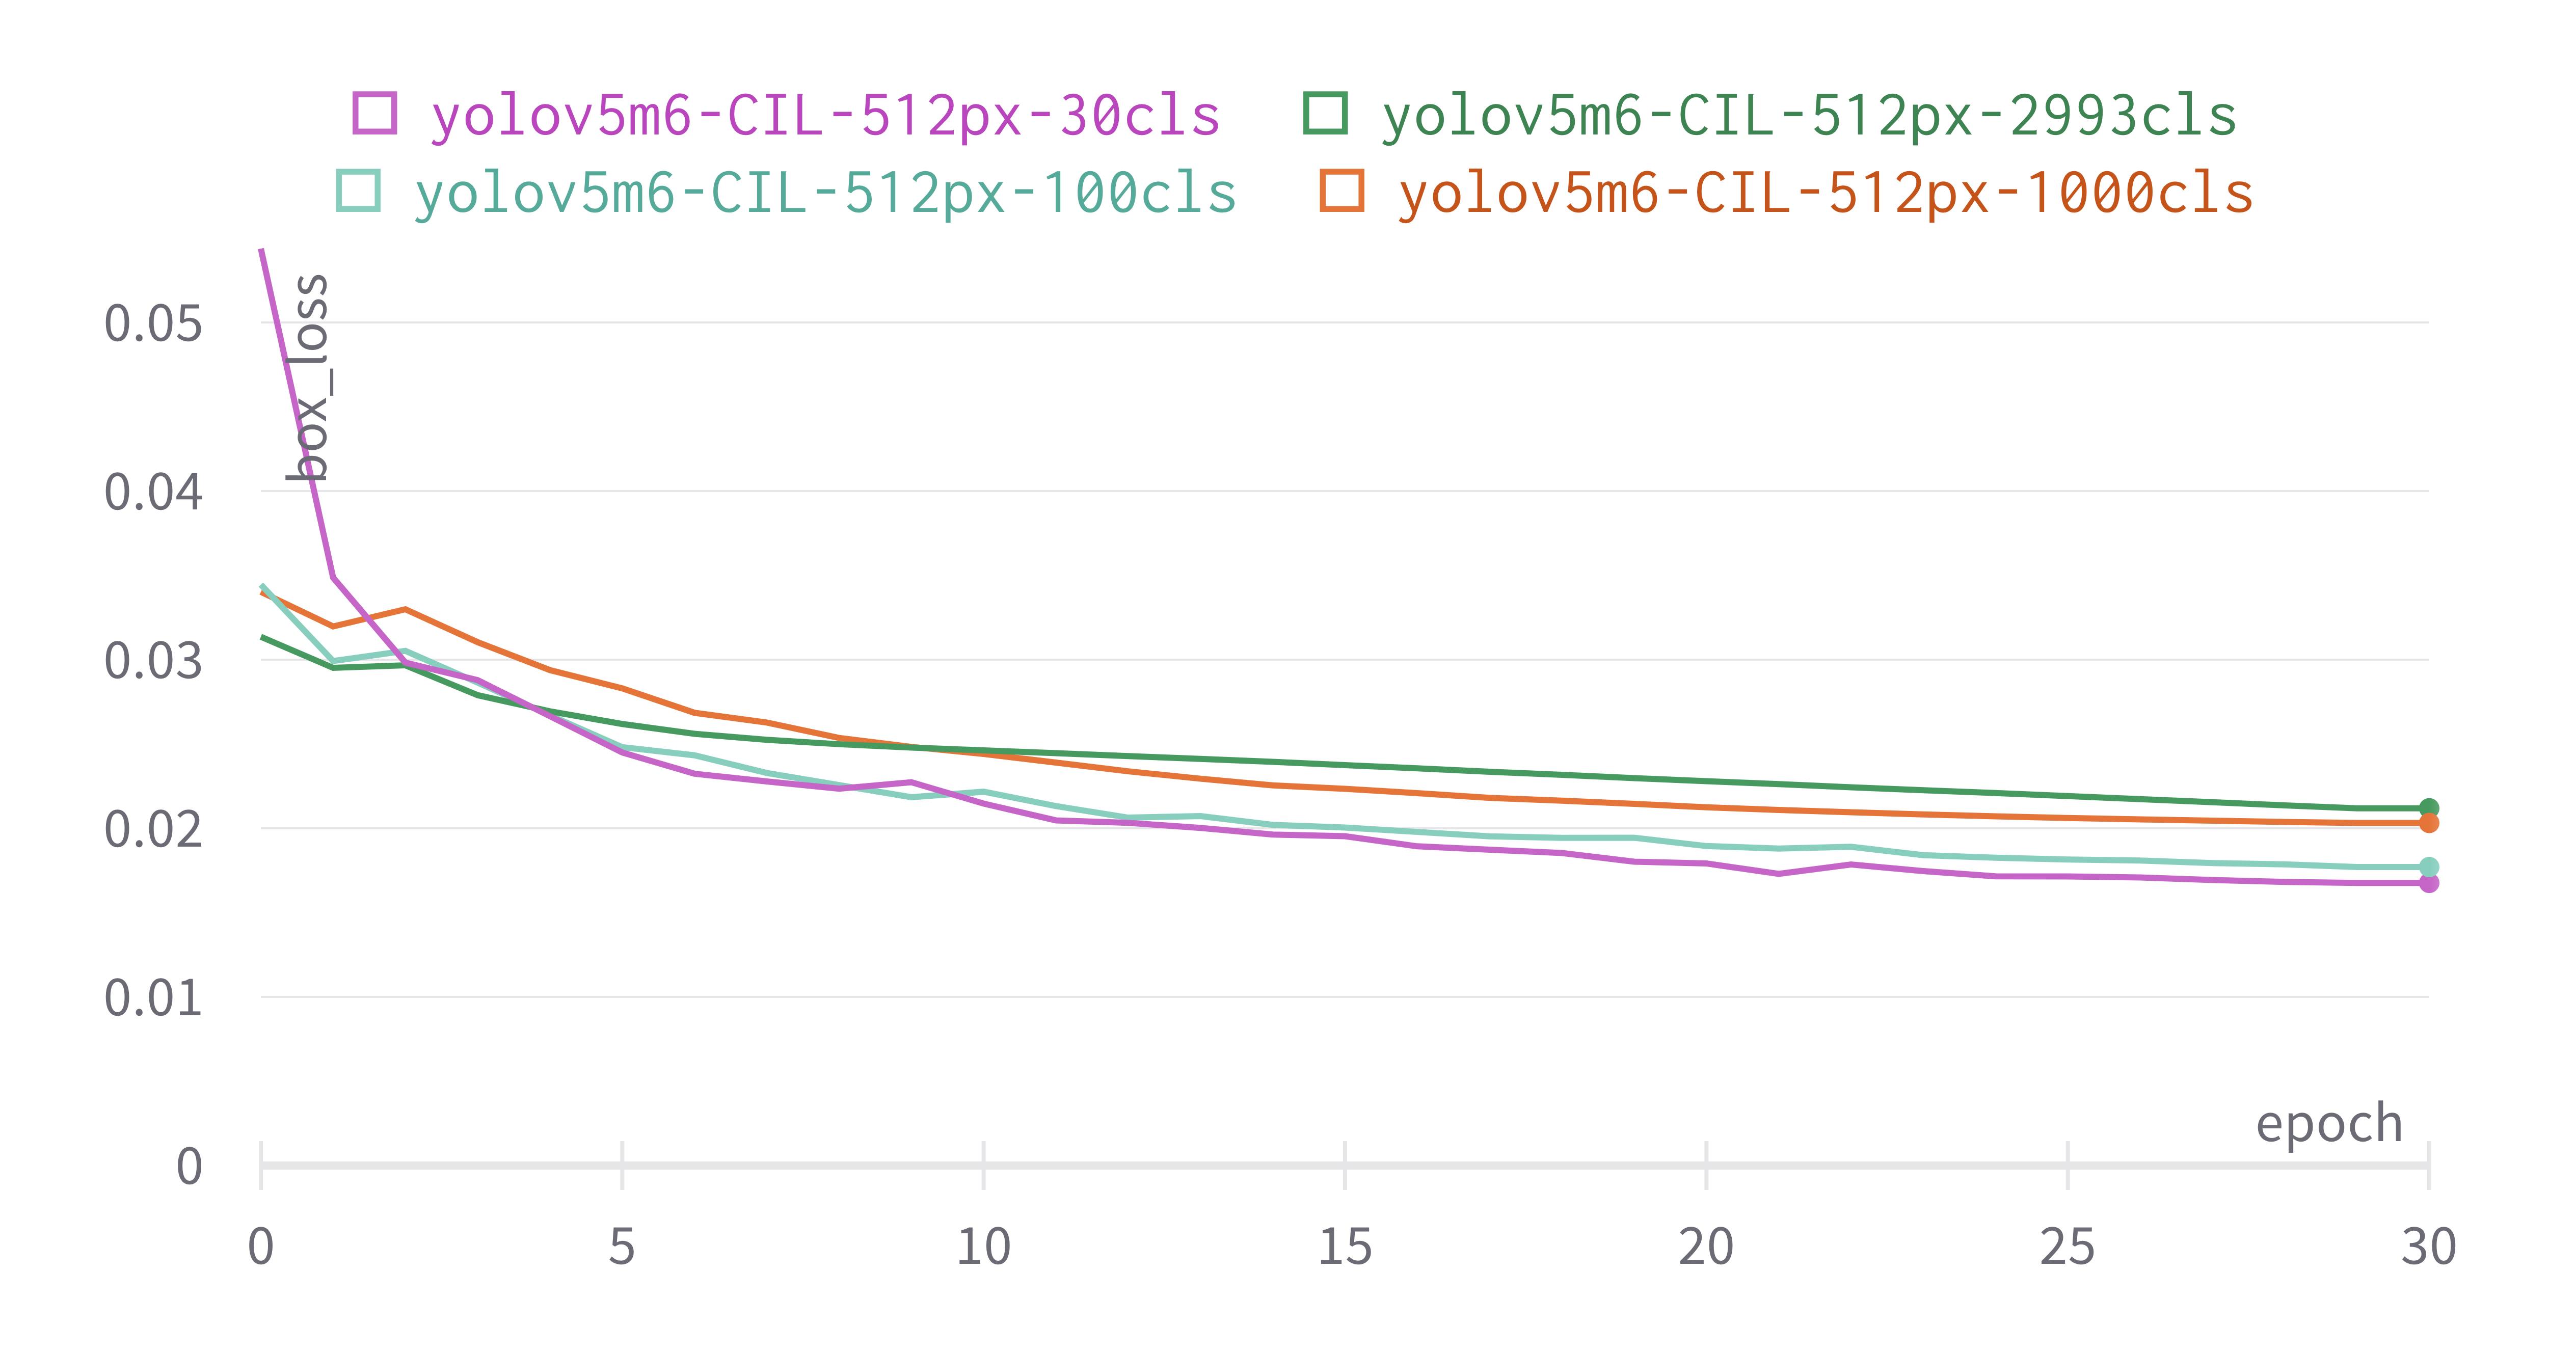 yolov5m6-CIL-512px-30cls yolov5m6-CIL-512px-2993cls
yolov5m6-CIL-512px-100cls yolov5m6-CIL-512px-1000cls
box_loss
0.05
0.04
0.03
0.02
0.01
0
epoch
0 5 10 15 20 25 30